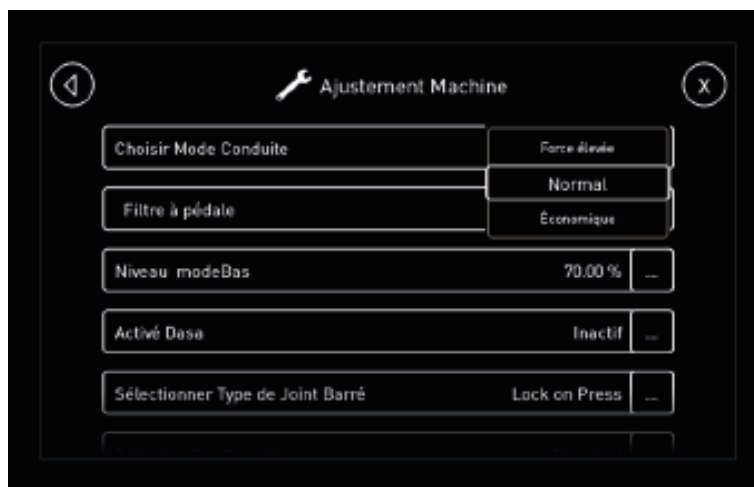 Ajustement Machine
X
Choisir Mode Conduite
Force élevée
Normal
Filtre à pédale
Économique
Niveau modeBas 70.00 % ...
Activé Dasa Inactif ...
Sélectionner Type de Joint Barré Lock on Press ...